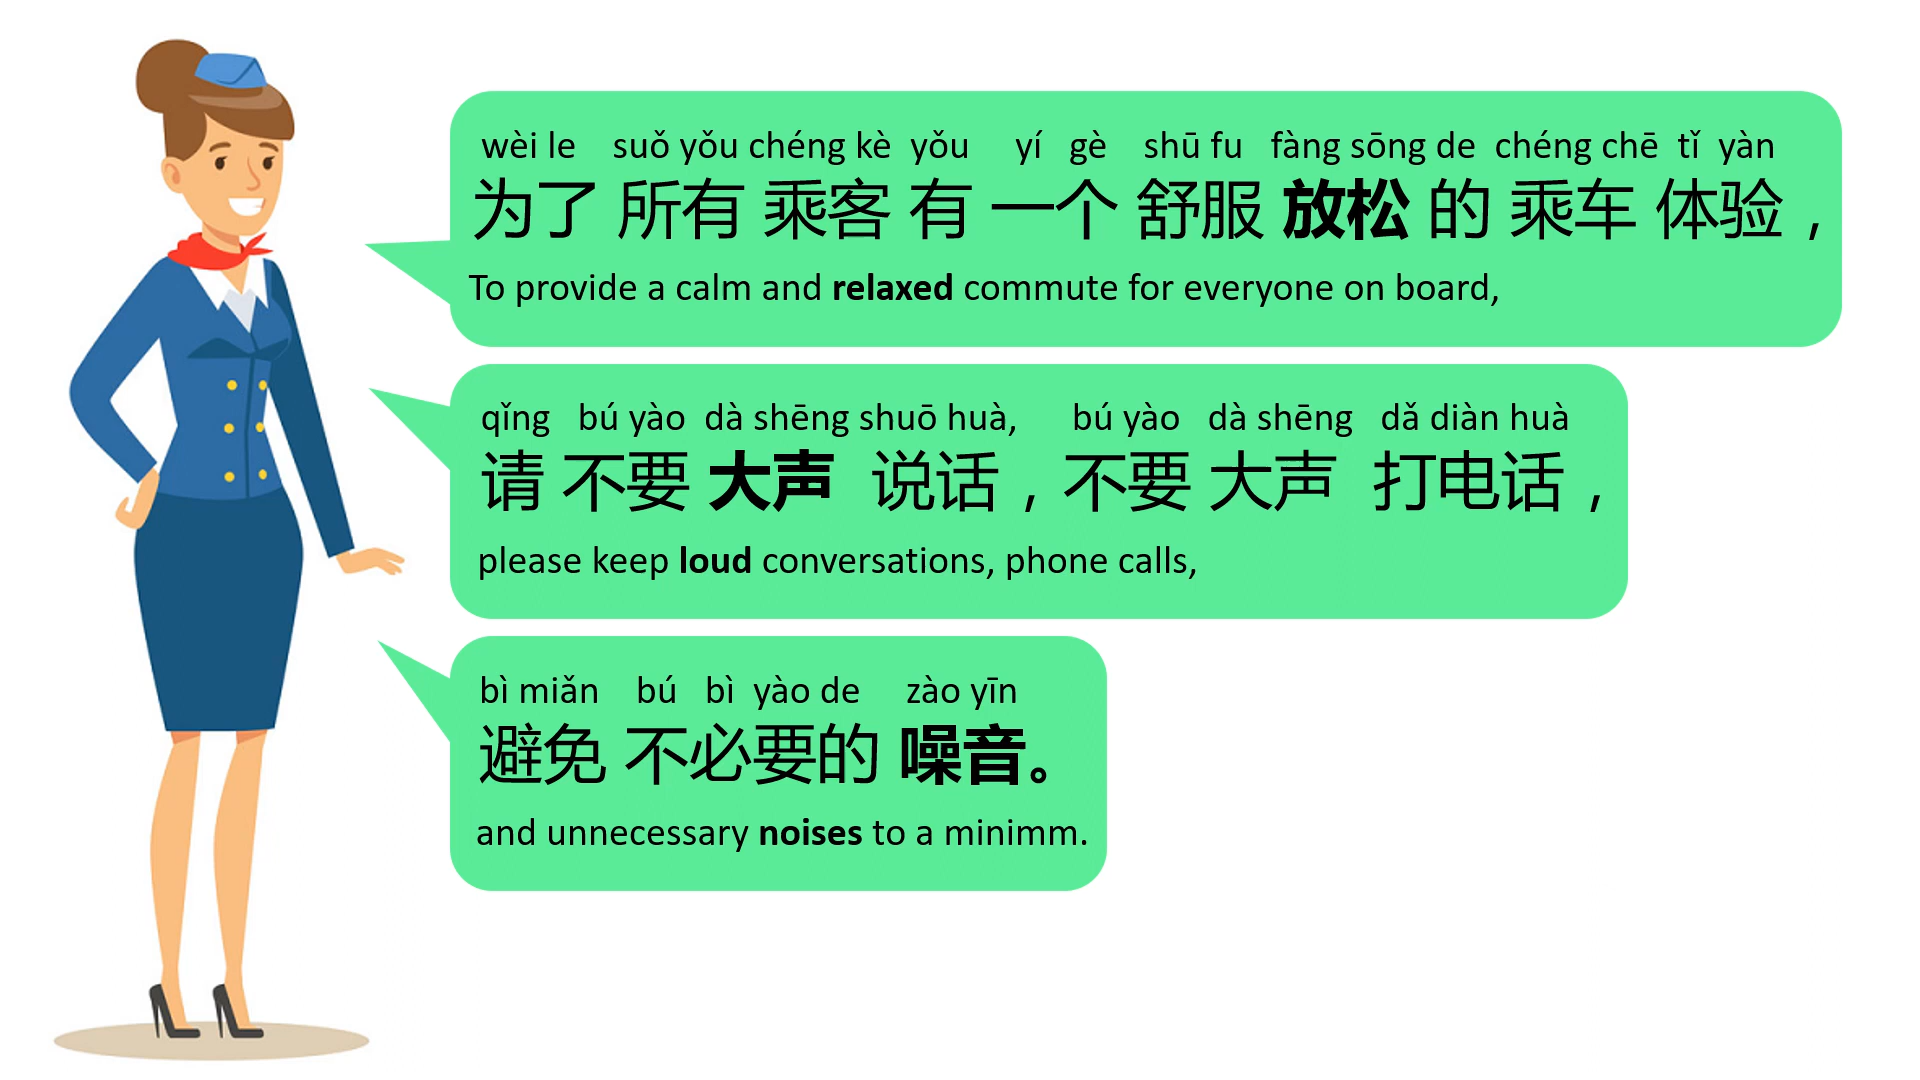 wèi le suǒ yǒu chéng kè yǒu yí gè shū fu fàng sōng de chéng chē tǐ yàn
为了 所有 乘客 有 一个 舒服 放松 的 乘车 体验，
To provide a calm and relaxed commute for everyone on board,
qǐng bú yào dà shēng shuō huà, bú yào dà shēng dǎ diàn huà
请 不要 大声 说话，不要 大声 打电话，
please keep loud conversations, phone calls,
bì miǎn bú bì yào de zào yīn
避免 不必要的 噪音。
and unnecessary noises to a minimm.